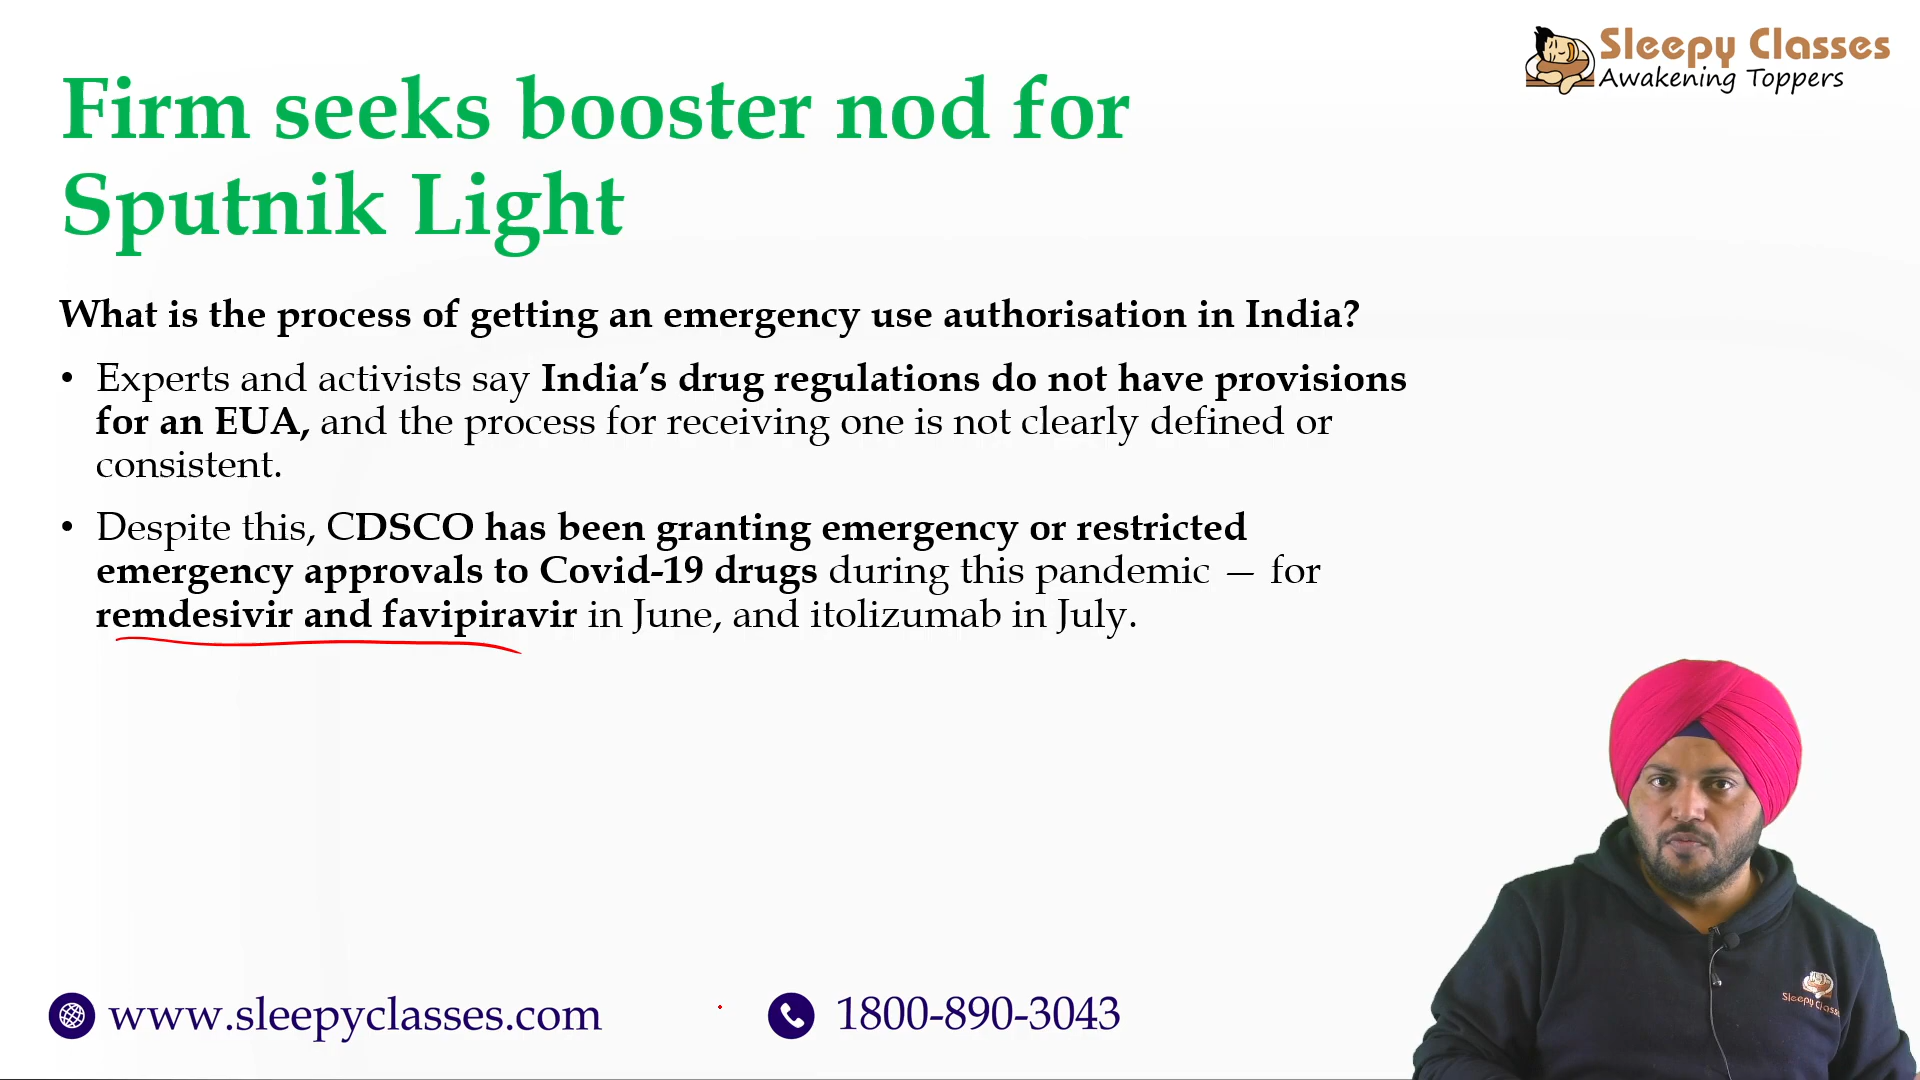 Sleepy Classes
Awakening Toppers
Firm seeks booster nod for
Sputnik Light
What is the process of getting an emergency use authorisation in India?
• Experts and activists say India’s drug regulations do not have provisions
for an EUA, and the process for receiving one is not clearly defined or
consistent.
• Despite this, CDSCO has been granting emergency or restricted
emergency approvals to Covid-19 drugs during this pandemic — for
remdesivir and favipiravir in June, and itolizumab in July.
Sleepy Classes
www.sleepyclasses.com
1800-890-3043